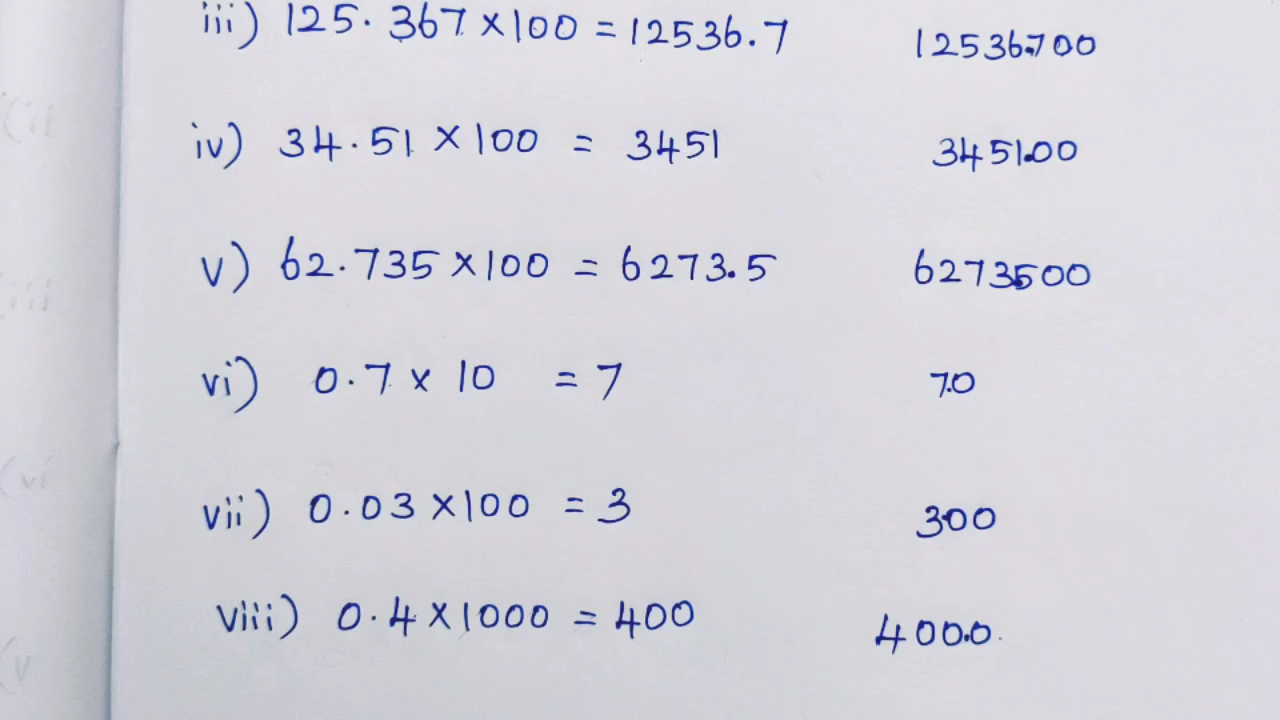 iii) 125.367 ×100 = 12536.7 12536.700
iv) 34.51 ×100 = 3451 3451.00
v) 62.735 ×100 = 6273.5 6273.500
vi) 0.7 × 10 = 7 7.0
vii) 0.03 ×100 = 3 3.00
viii) 0.4 ×1000 = 400 400.0